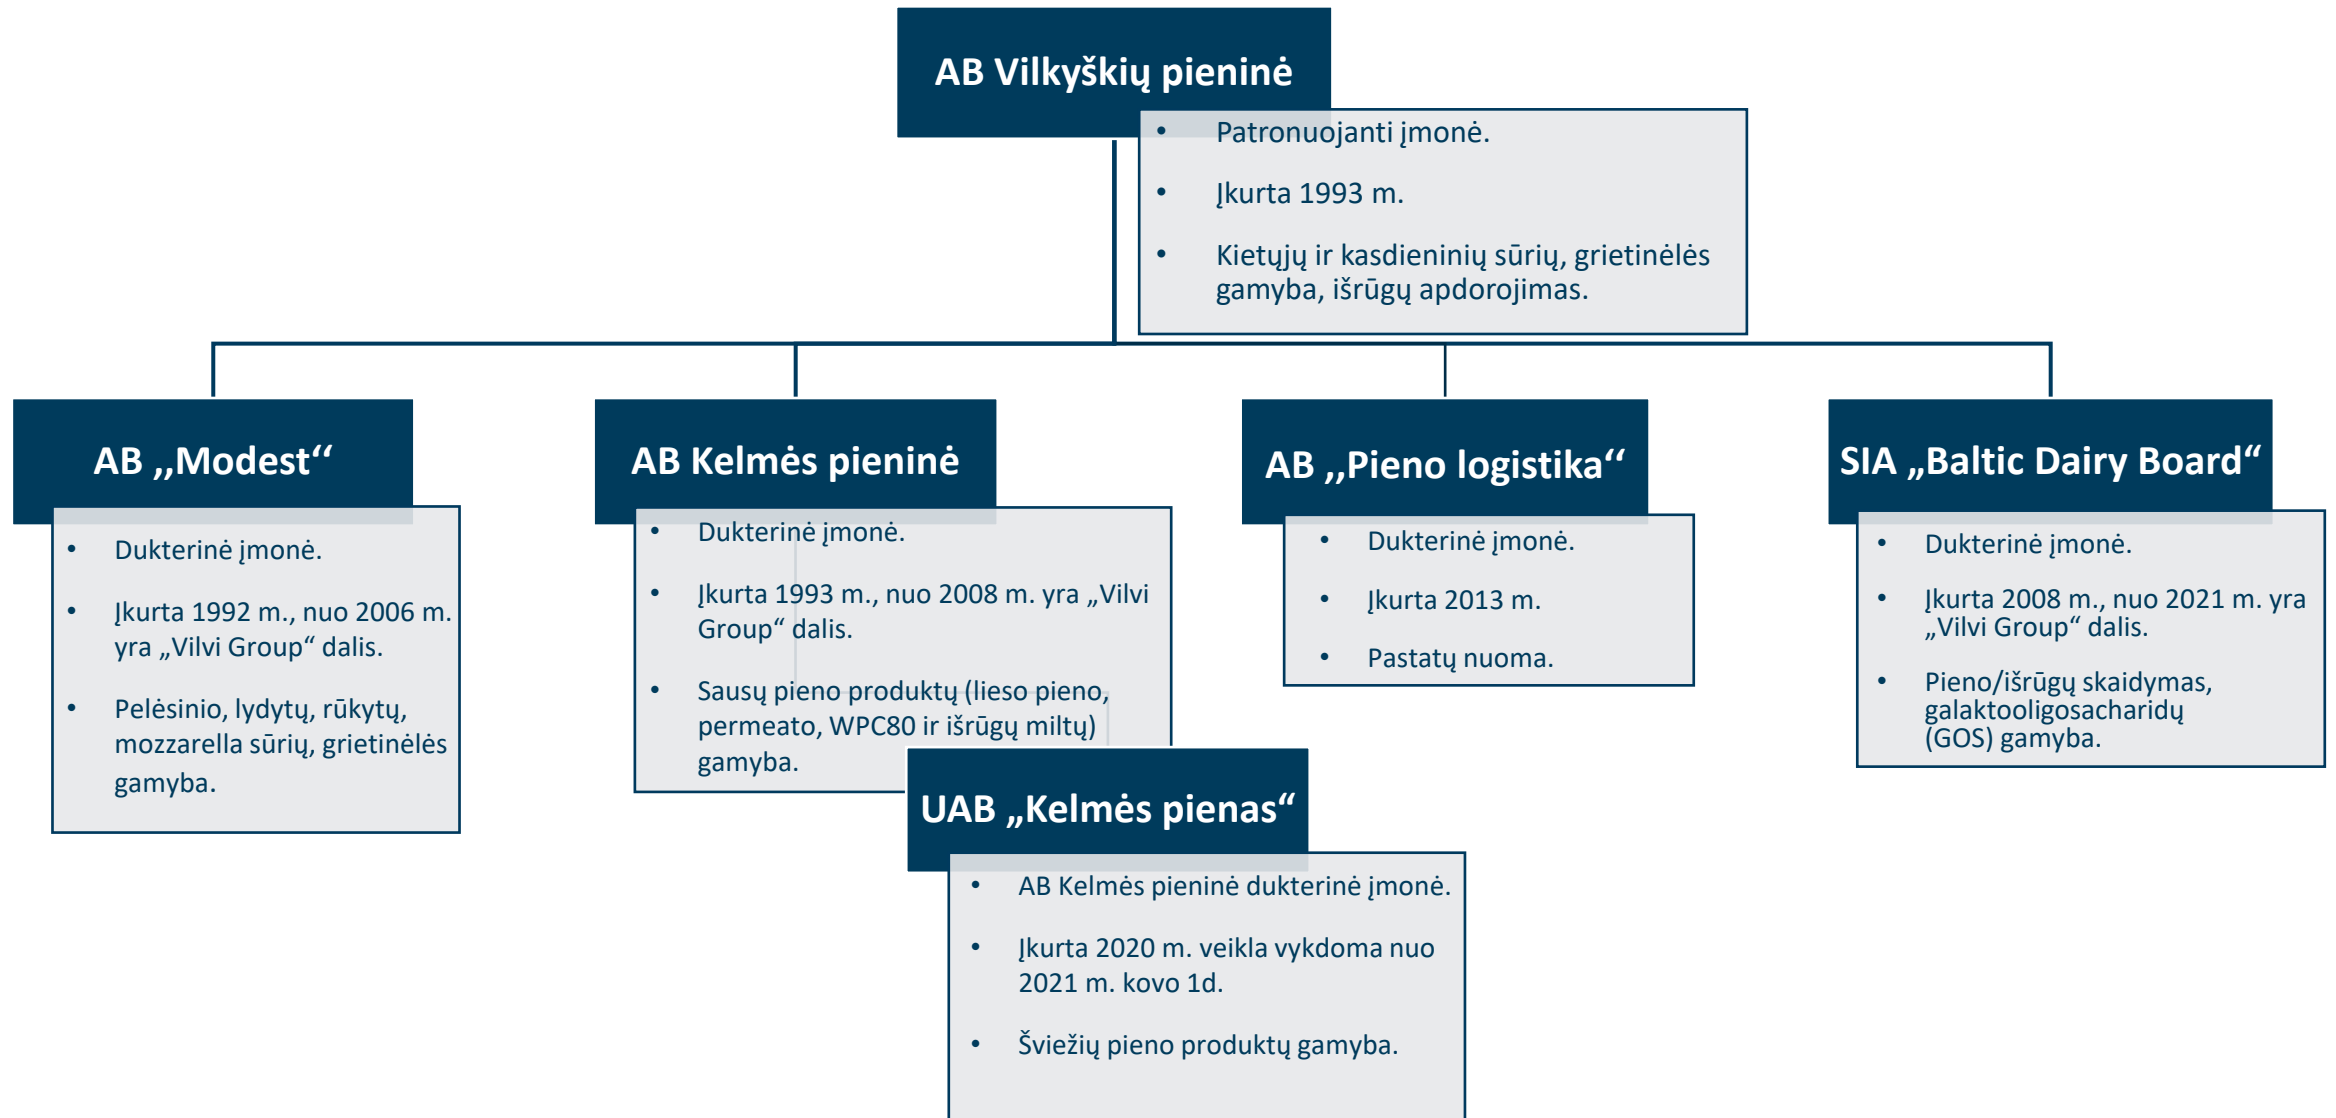 AB Vilkyškių pieninė
• Patronuojanti įmonė.
• Įkurta 1993 m.
• Kietųjų ir kasdieninių sūrių, grietinėlės
gamyba, išrūgų apdorojimas.
AB ,,Modest‘‘
• Dukterinė įmonė.
• Įkurta 1992 m., nuo 2006 m.
yra „Vilvi Group“ dalis.
• Pelėsinio, lydytų, rūkytų,
mozzarella sūrių, grietinėlės
gamyba.
AB Kelmės pieninė
• Dukterinė įmonė.
• Įkurta 1993 m., nuo 2008 m. yra „Vilvi
Group“ dalis.
• Sausų pieno produktų (lieso pieno,
permeato, WPC80 ir išrūgų miltų)
gamyba.
UAB „Kelmės pienas“
• AB Kelmės pieninė dukterinė įmonė.
• Įkurta 2020 m. veikla vykdoma nuo
2021 m. kovo 1d.
• Šviežių pieno produktų gamyba.
AB ,,Pieno logistika‘‘
• Dukterinė įmonė.
• Įkurta 2013 m.
• Pastatų nuoma.
SIA „Baltic Dairy Board“
• Dukterinė įmonė.
• Įkurta 2008 m., nuo 2021 m. yra
„Vilvi Group“ dalis.
• Pieno/išrūgų skaidymas,
galaktooligosacharidų
(GOS) gamyba.